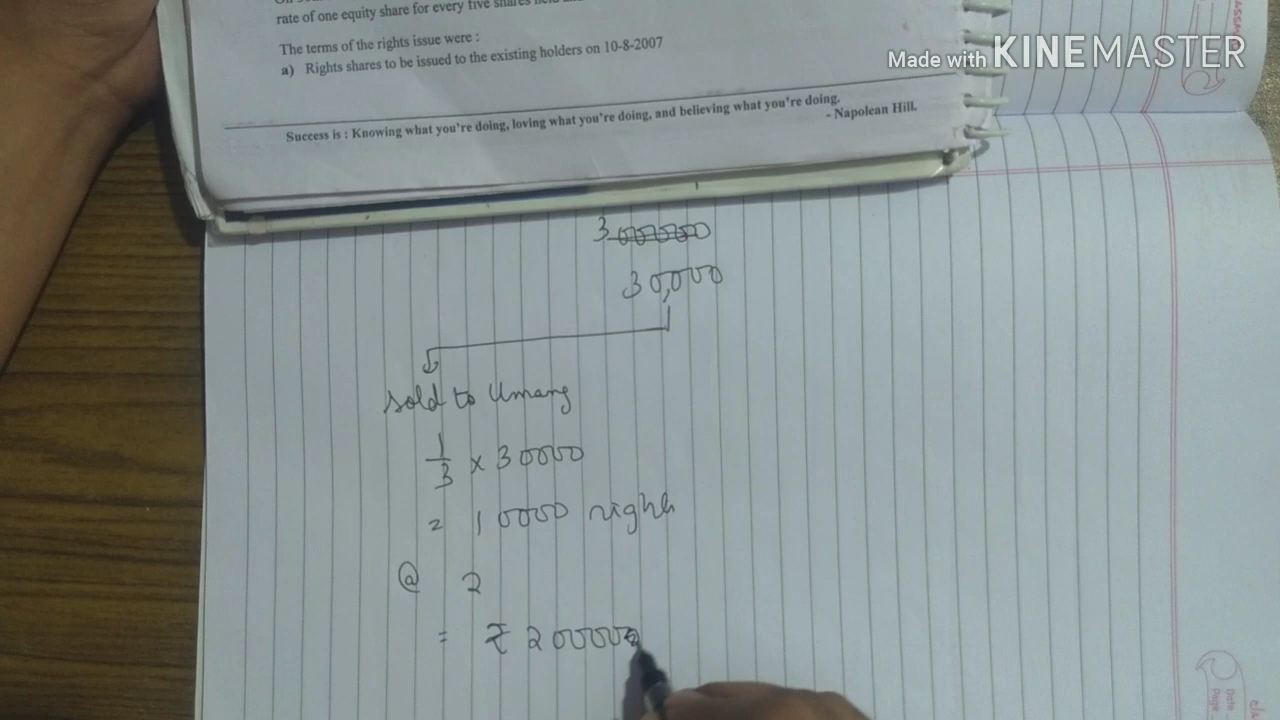 rate of one equity share for every five shares
Made with KINEMASTER
The terms of the rights issue were :
a) Rights shares to be issued to the existing holders on 10-8-2007
Success is : Knowing what you're doing, loving what you're doing, and believing what you're doing.
- Napolean Hill.
30,000
sold to Umang
1/3 × 30000
= 10000 rights
@ 2
= ₹ 20000
Date
Page